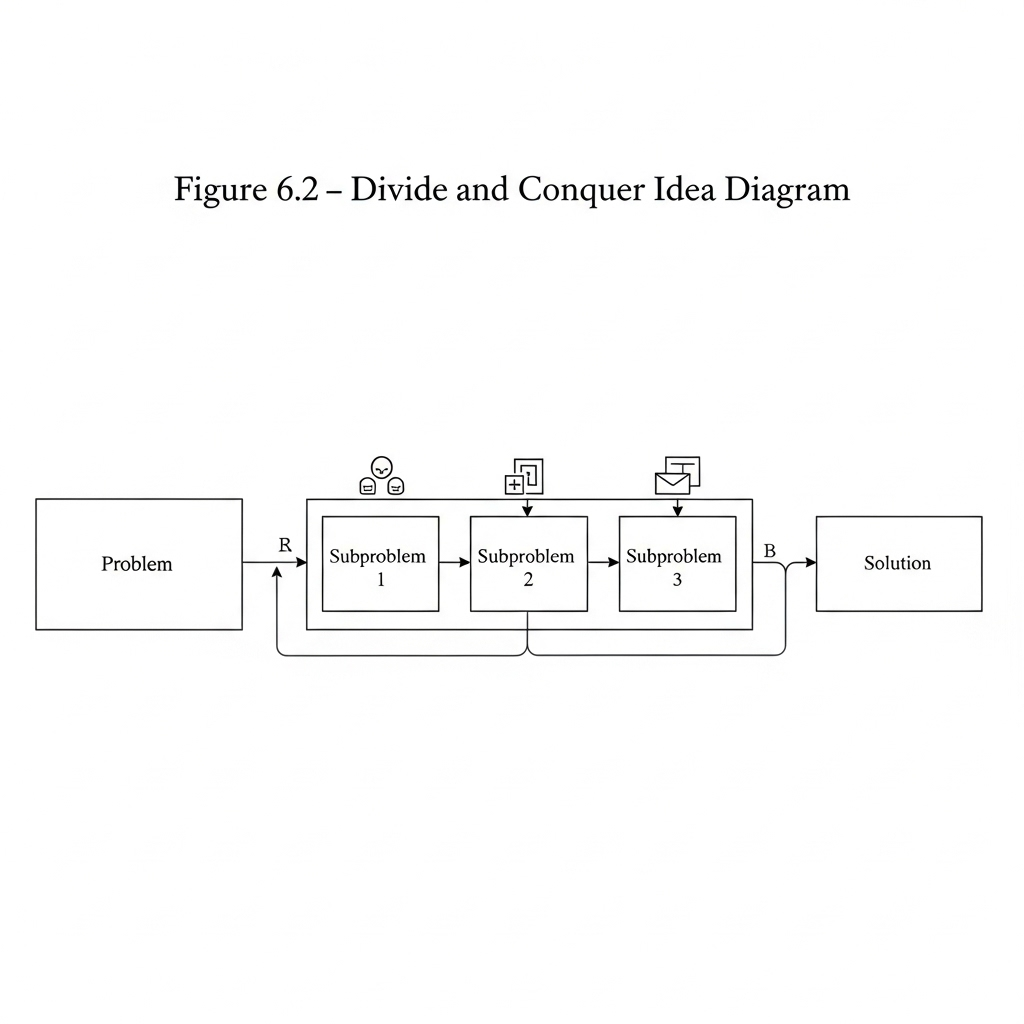 Figure 6.2 – Divide and Conquer Idea Diagram
Problem
R
Subproblem
1
Subproblem
2
Subproblem
3
B
Solution